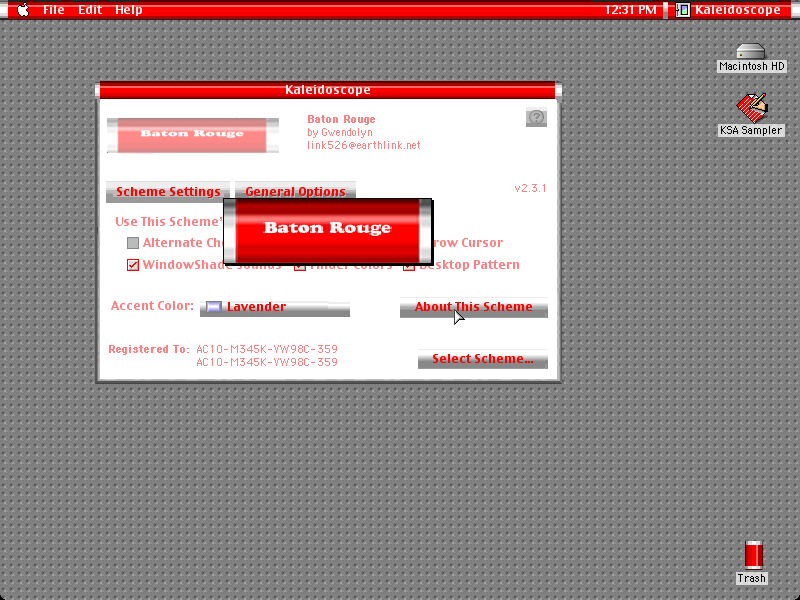 File Edit Help 12:31 PM Kaleidoscope
Macintosh HD
KSA Sampler
Kaleidoscope
Baton Rouge
Baton Rouge
by Gwendolyn
link526@earthlink.net
Scheme Settings General Options
v2.3.1
Baton Rouge
Use This Scheme's
Alternate row Cursor
WindowShade Sounds Finder Colors Desktop Pattern
Accent Color: Lavender About This Scheme
Registered To: AC10-M345K-VW98C-359
AC10-M345K-VW98C-359
Select Scheme...
Trash